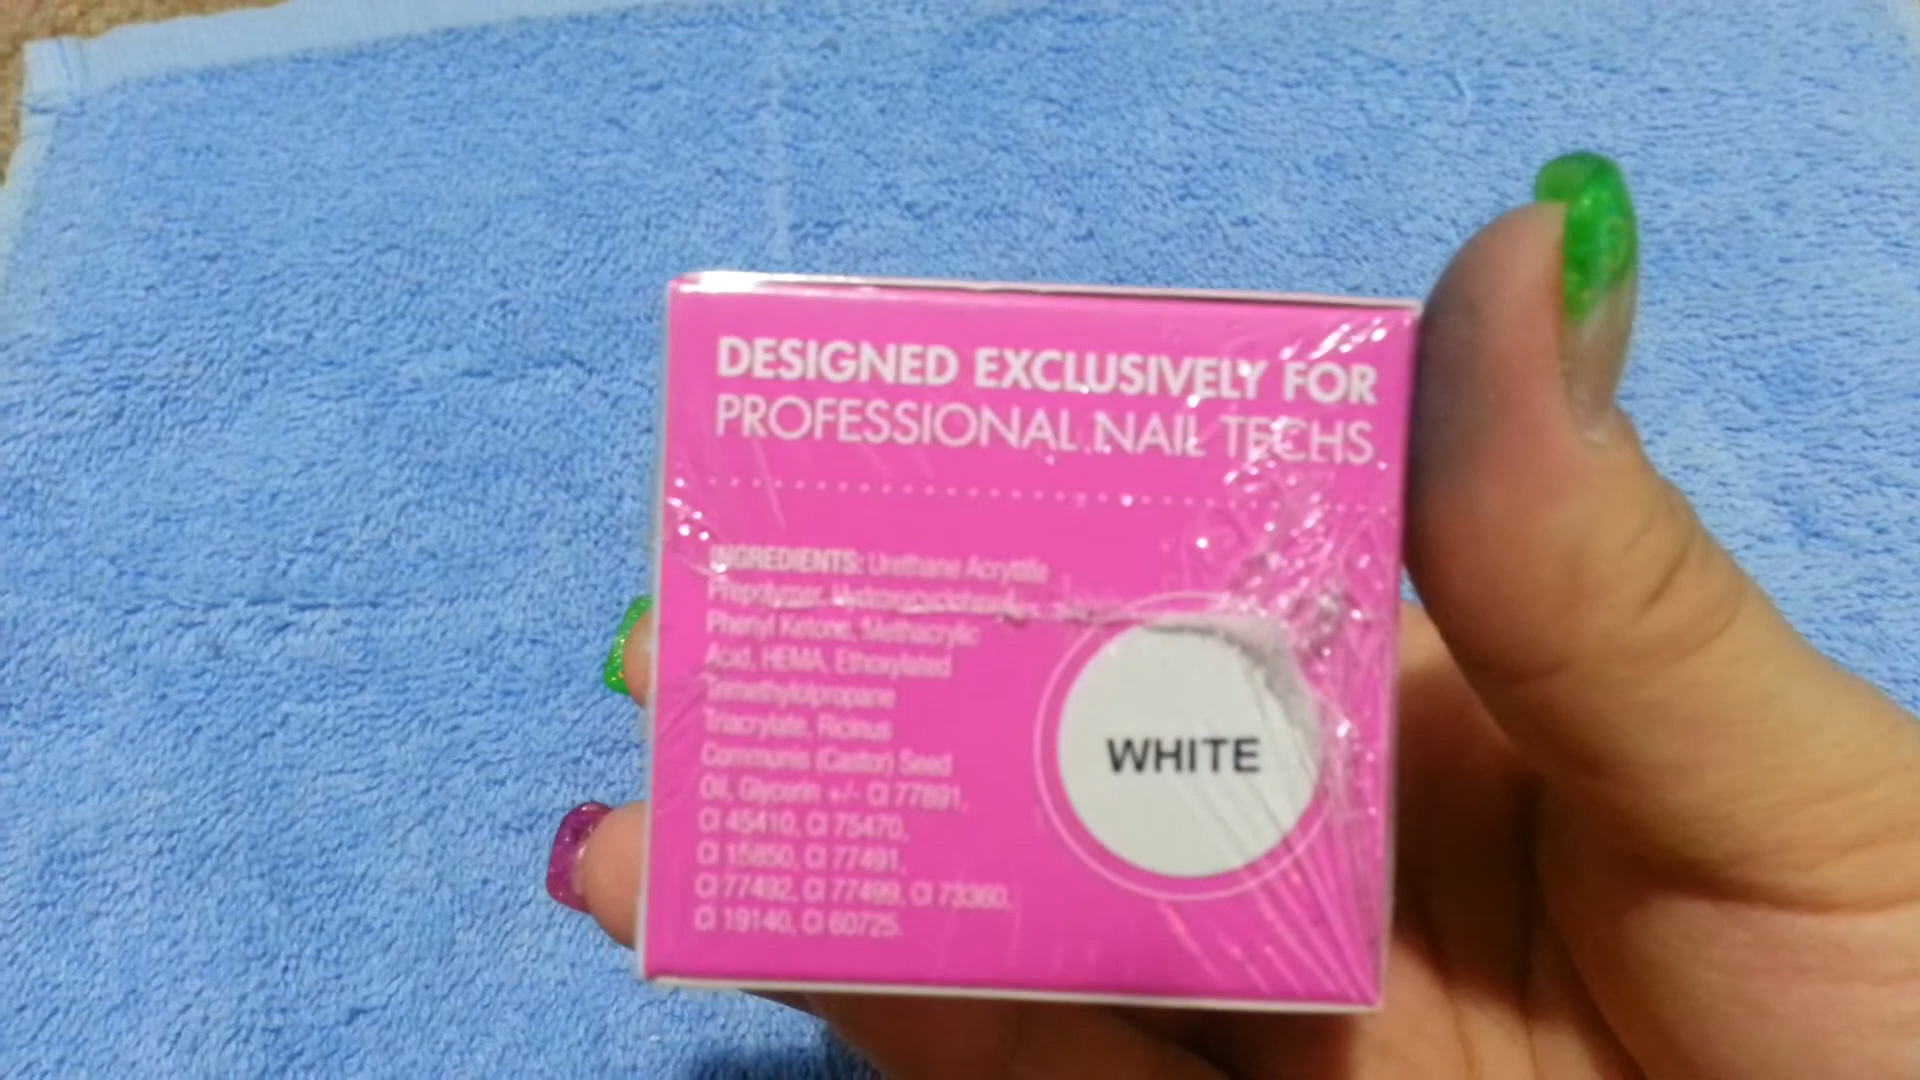 DESIGNED EXCLUSIVELY FOR
PROFESSIONAL NAIL TECHS
INGREDIENTS: Urethane Acrylate
Prepolymer, Hydroxycyclohexyl
Phenyl Ketone, Methacrylic
Acid, HEMA, Ethoxylated
Trimethylolpropane
Triacrylate, Ricinus
Communis (Castor) Seed
Oil, Glycerin +/- CI 77891,
CI 45410, CI 75470,
CI 15850, CI 77491,
CI 77492, CI 77499, CI 73360,
CI 19140, CI 60725.
WHITE